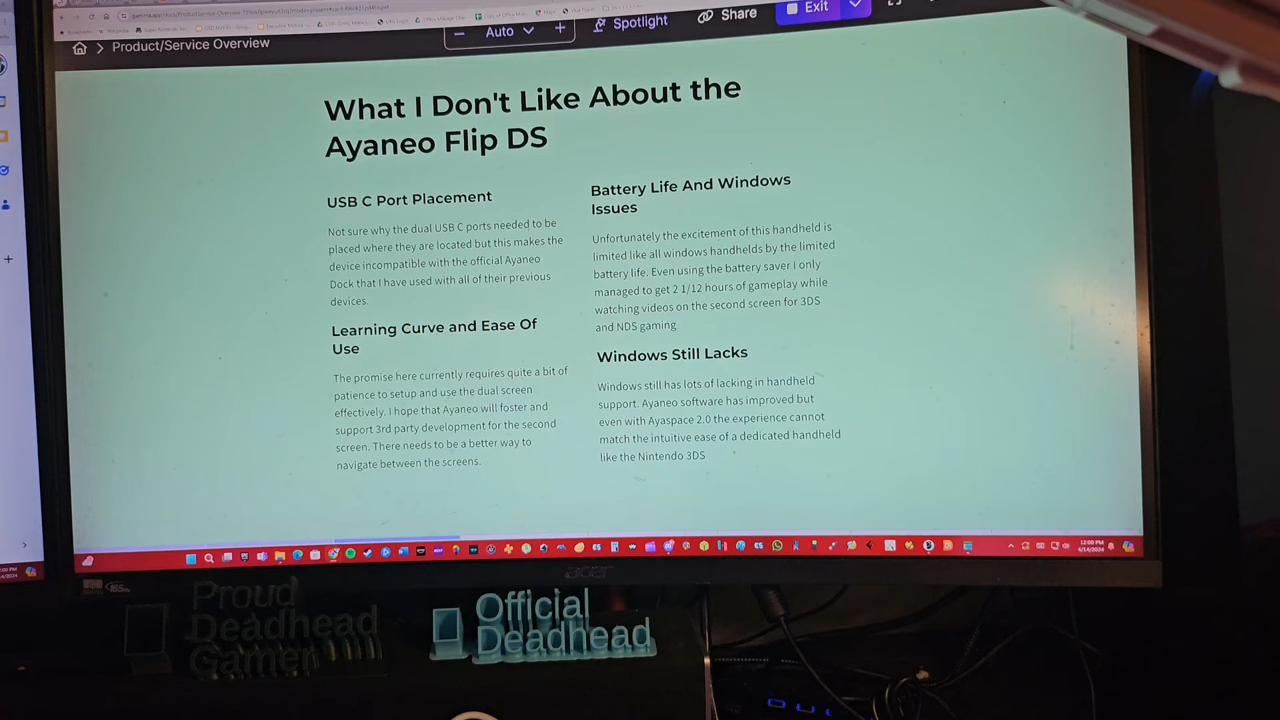 Product/Service Overview
Auto
Spotlight
Share
Exit
What I Don't Like About the
Ayaneo Flip DS
USB C Port Placement
Not sure why the dual USB C ports needed to be
placed where they are located but this makes the
device incompatible with the official Ayaneo
Dock that I have used with all of their previous
devices.
Learning Curve and Ease Of
Use
The promise here currently requires quite a bit of
patience to setup and use the dual screen
effectively. I hope that Ayaneo will foster and
support 3rd party development for the second
screen. There needs to be a better way to
navigate between the screens.
Battery Life And Windows
Issues
Unfortunately the excitement of this handheld is
limited like all windows handhelds by the limited
battery life. Even using the battery saver I only
managed to get 2 1/12 hours of gameplay while
watching videos on the second screen for 3DS
and NDS gaming
Windows Still Lacks
Windows still has lots of lacking in handheld
support. Ayaneo software has improved but
even with Ayaspace 2.0 the experience cannot
match the intuitive ease of a dedicated handheld
like the Nintendo 3DS
12:00 PM
4/14/2024
acer
Proud
Deadhead
Gamer
Official
Deadhead